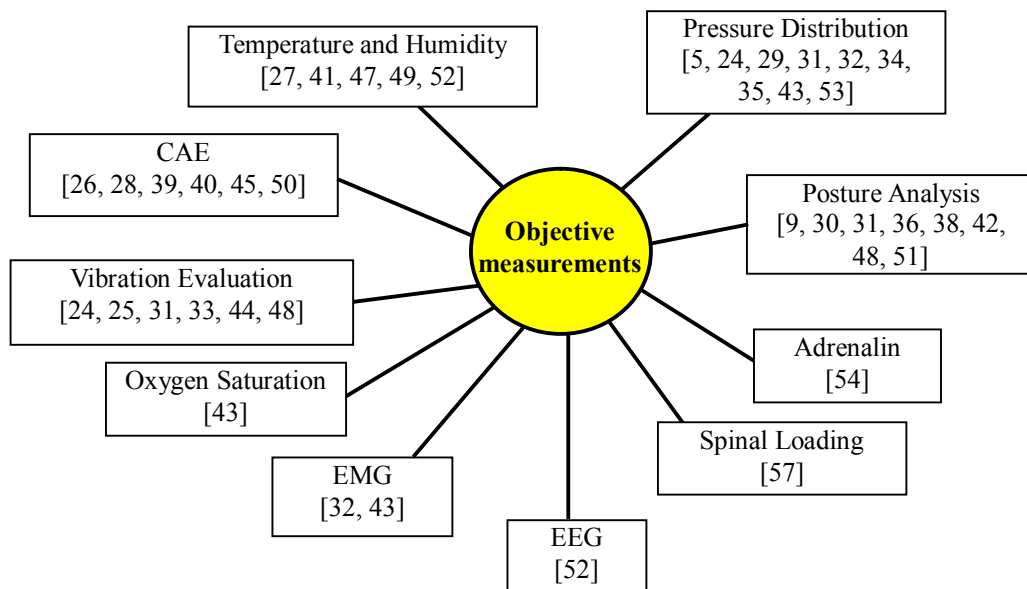 Temperature and Humidity
[27, 41, 47, 49, 52]
Pressure Distribution
[5, 24, 29, 31, 32, 34,
35, 43, 53]
CAE
[26, 28, 39, 40, 45, 50]
Posture Analysis
[9, 30, 31, 36, 38, 42,
48, 51]
Objective
measurements
Vibration Evaluation
[24, 25, 31, 33, 44, 48]
Adrenalin
[54]
Oxygen Saturation
[43]
Spinal Loading
[57]
EMG
[32, 43]
EEG
[52]